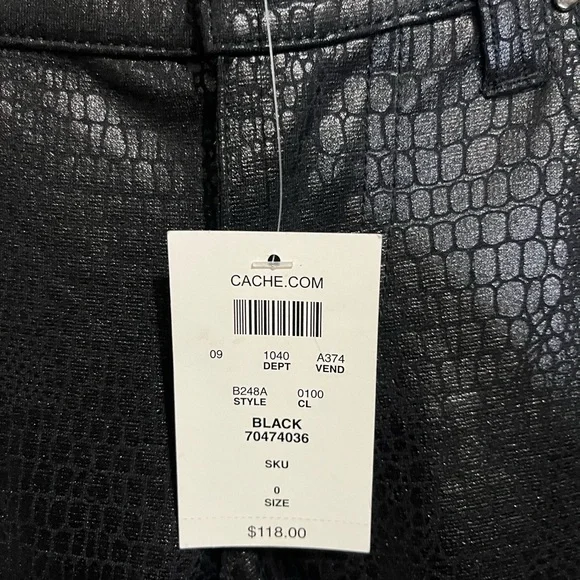 CACHE.COM
09 1040 A374
DEPT VEND
B248A 0100
STYLE CL
BLACK
70474036
SKU
0
SIZE
$118.00